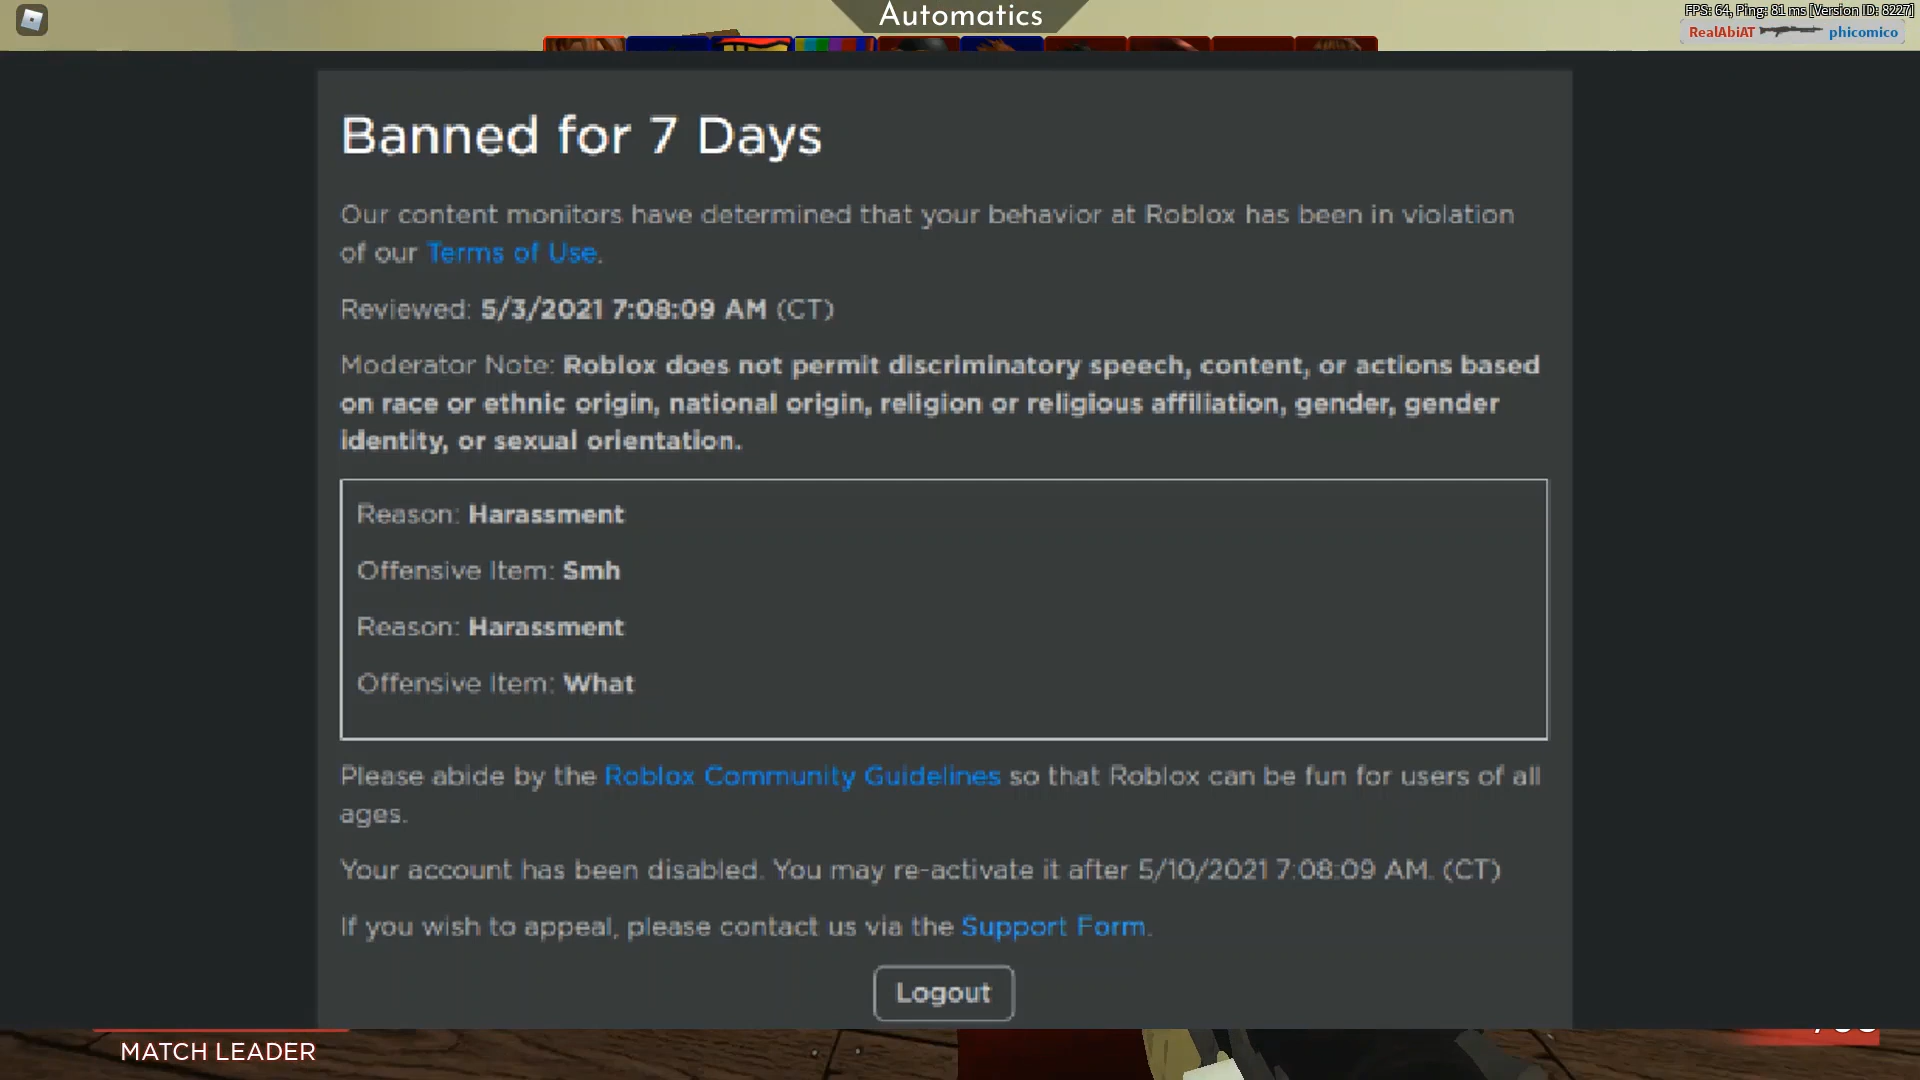 Automatics
FPS: 64, Ping: 81 ms [Version ID: 8227]
RealAbiAT phicomico
Banned for 7 Days
Our content monitors have determined that your behavior at Roblox has been in violation
of our Terms of Use.
Reviewed: 5/3/2021 7:08:09 AM (CT)
Moderator Note: Roblox does not permit discriminatory speech, content, or actions based
on race or ethnic origin, national origin, religion or religious affiliation, gender, gender
identity, or sexual orientation.
Reason: Harassment
Offensive Item: Smh
Reason: Harassment
Offensive Item: What
Please abide by the Roblox Community Guidelines so that Roblox can be fun for users of all
ages.
Your account has been disabled. You may re-activate it after 5/10/2021 7:08:09 AM. (CT)
If you wish to appeal, please contact us via the Support Form.
Logout
MATCH LEADER